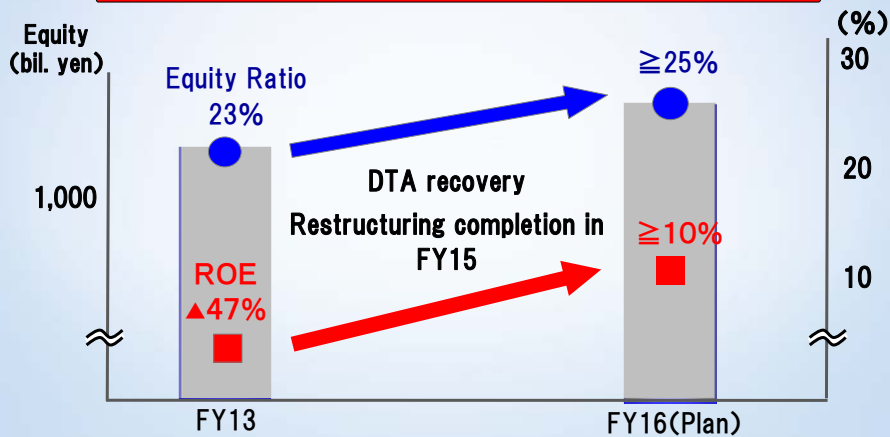 Equity
(bil. yen)
(%)
30
20
10
1,000
Equity Ratio
23%
≧25%
DTA recovery
Restructuring completion in
FY15
ROE
▲47%
≧10%
FY13
FY16(Plan)